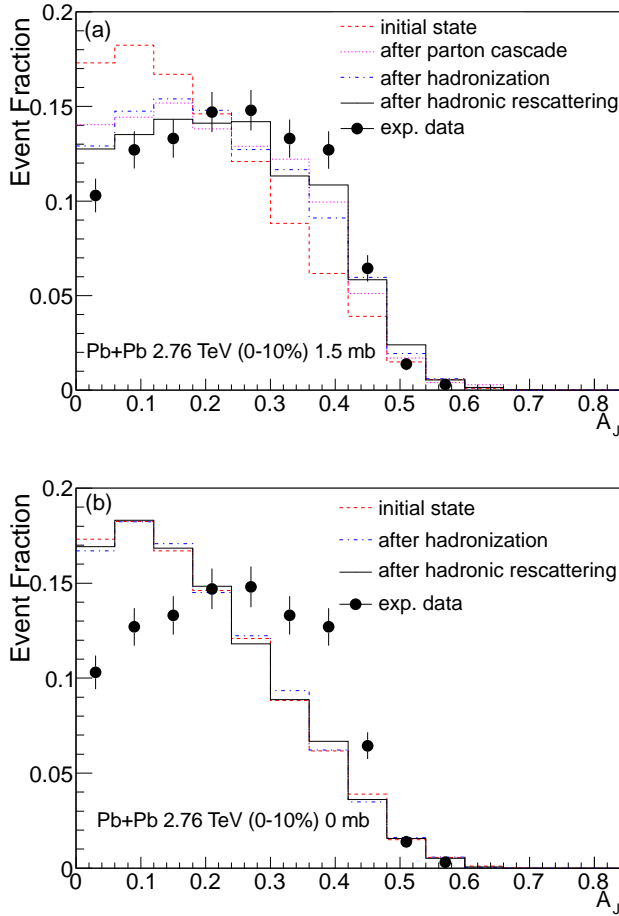 (a)
initial state
after parton cascade
after hadronization
after hadronic rescattering
exp. data
Event Fraction
0.2
0.15
0.1
0.05
0
Pb+Pb 2.76 TeV (0-10%) 1.5 mb
0 0.1 0.2 0.3 0.4 0.5 0.6 0.7 0.8
A_J
(b)
initial state
after hadronization
after hadronic rescattering
exp. data
Event Fraction
0.2
0.15
0.1
0.05
0
Pb+Pb 2.76 TeV (0-10%) 0 mb
0 0.1 0.2 0.3 0.4 0.5 0.6 0.7 0.8
A_J